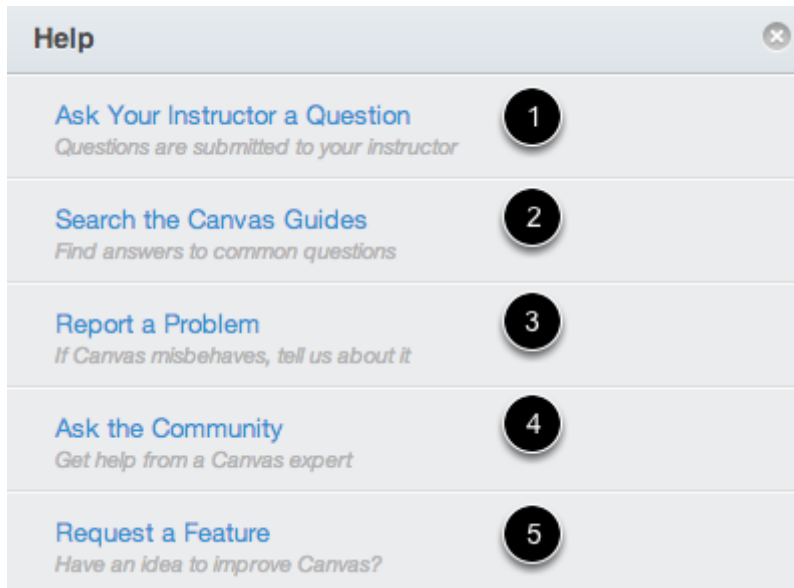 Help
Ask Your Instructor a Question 1
Questions are submitted to your instructor
Search the Canvas Guides 2
Find answers to common questions
Report a Problem 3
If Canvas misbehaves, tell us about it
Ask the Community 4
Get help from a Canvas expert
Request a Feature 5
Have an idea to improve Canvas?